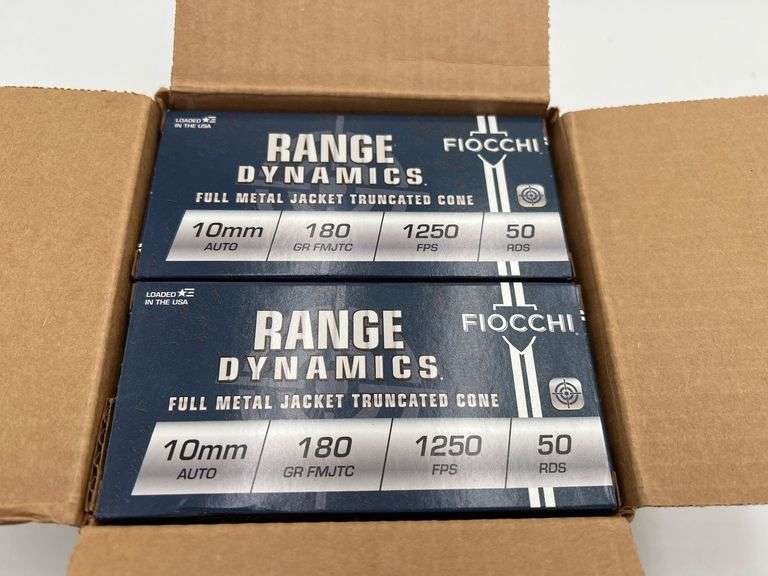 LOADED
IN THE USA
RANGE
DYNAMICS
FIOCCHI
FULL METAL JACKET TRUNCATED CONE
10mm 180 1250 50
AUTO GR FMJTC FPS RDS
LOADED
IN THE USA
RANGE
DYNAMICS
FIOCCHI
FULL METAL JACKET TRUNCATED CONE
10mm 180 1250 50
AUTO GR FMJTC FPS RDS